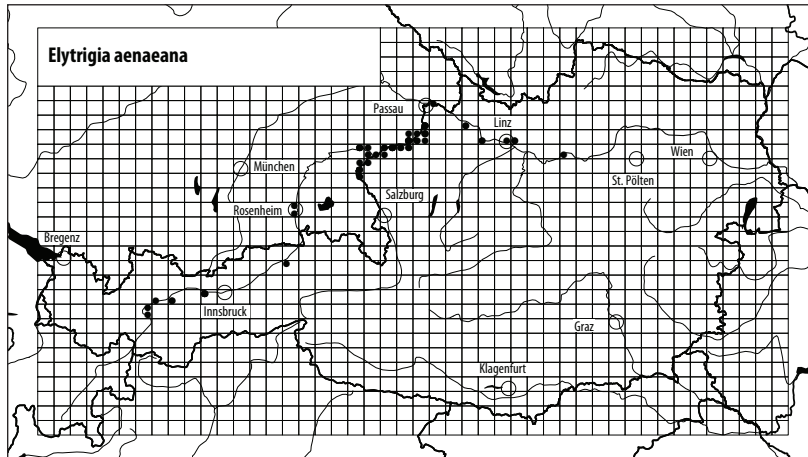 Elytrigia aenaeana
Passau
Linz
Wien
München
St. Pölten
Salzburg
Rosenheim
Bregenz
Innsbruck
Graz
Klagenfurt